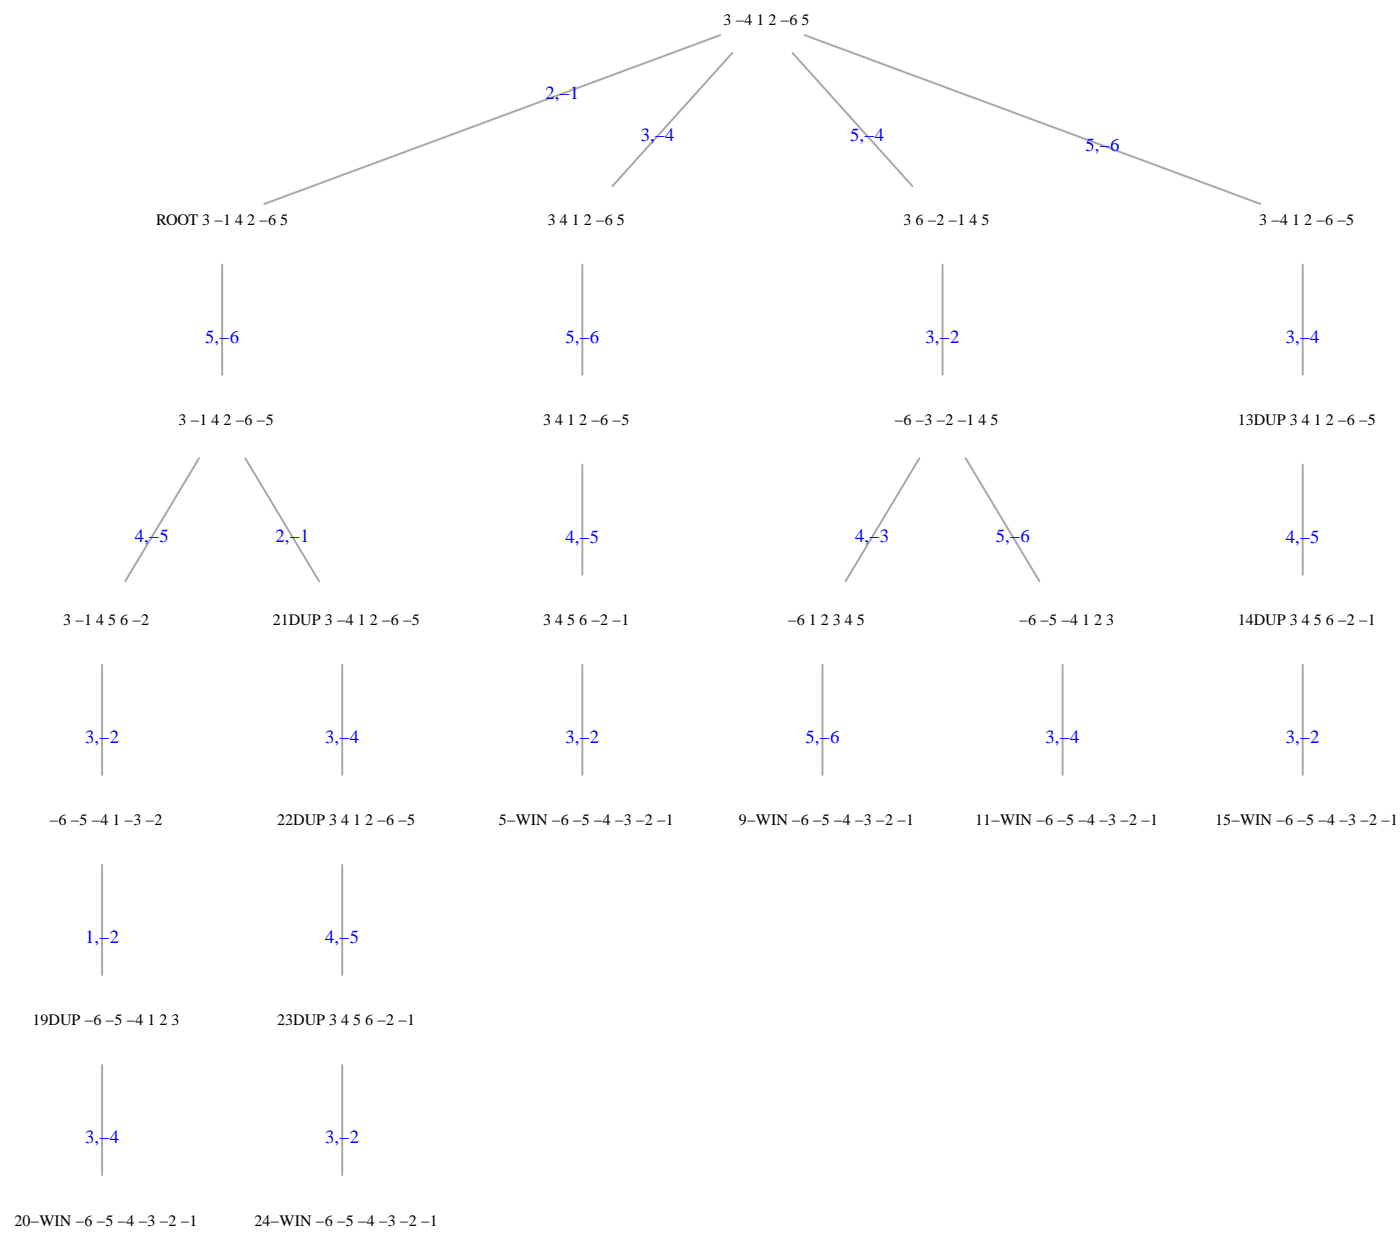 3 –4 1 2 –6 5
2,–1
3,–4
5,–4
5,–6
ROOT 3 –1 4 2 –6 5
3 4 1 2 –6 5
3 6 –2 –1 4 5
3 –4 1 2 –6 –5
5,–6
5,–6
3,–2
3,–4
3 –1 4 2 –6 –5
3 4 1 2 –6 –5
–6 –3 –2 –1 4 5
13DUP 3 4 1 2 –6 –5
4,–5
2,–1
4,–5
4,–3
5,–6
4,–5
3 –1 4 5 6 –2
21DUP 3 –4 1 2 –6 –5
3 4 5 6 –2 –1
–6 1 2 3 4 5
–6 –5 –4 1 2 3
14DUP 3 4 5 6 –2 –1
3,–2
3,–4
3,–2
5,–6
3,–4
3,–2
–6 –5 –4 1 –3 –2
22DUP 3 4 1 2 –6 –5
5–WIN –6 –5 –4 –3 –2 –1
9–WIN –6 –5 –4 –3 –2 –1
11–WIN –6 –5 –4 –3 –2 –1
15–WIN –6 –5 –4 –3 –2 –1
1,–2
4,–5
19DUP –6 –5 –4 1 2 3
23DUP 3 4 5 6 –2 –1
3,–4
3,–2
20–WIN –6 –5 –4 –3 –2 –1
24–WIN –6 –5 –4 –3 –2 –1